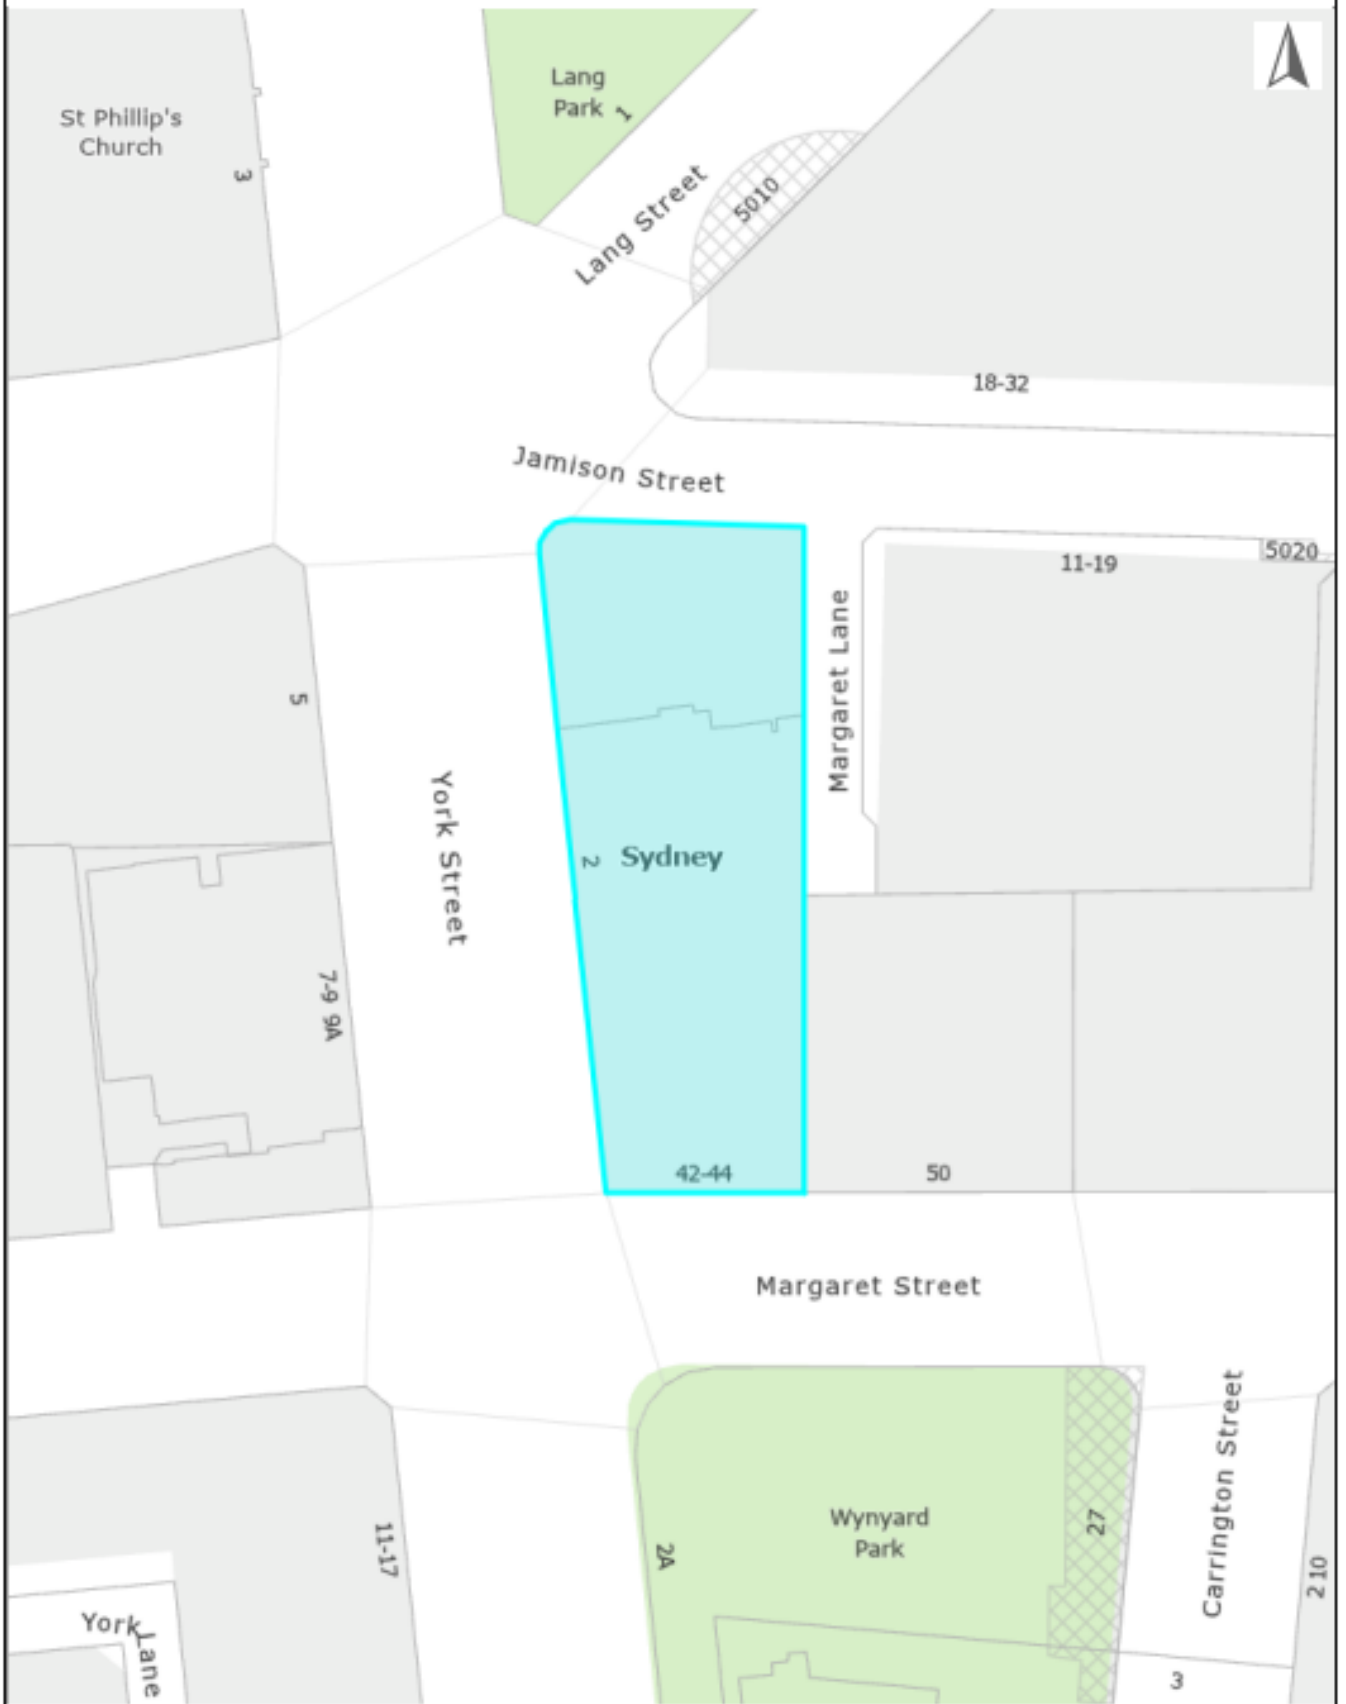 Lang
Park
1
St Phillip's
Church
3
5010
Lang Street
18-32
Jamison Street
5020
11-19
Margaret Lane
5
York Street
2
Sydney
7-9 9A
42-44
50
Margaret Street
Carrington Street
Wynyard
Park
27
2A
11-17
2 10
York Lane
3